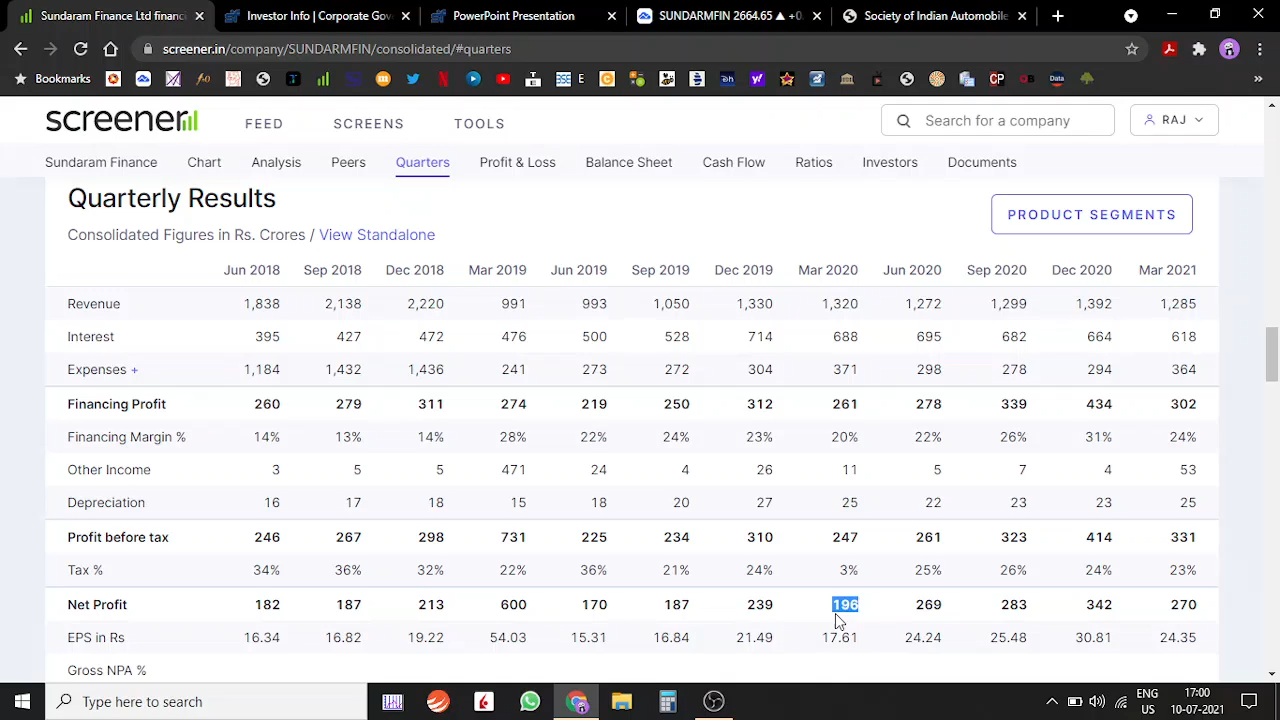 Sundaram Finance Ltd financi
Investor Info | Corporate Gov
PowerPoint Presentation
SUNDARMFIN 2664.65 ▲ +0.
Society of Indian Automobile
screener.in/company/SUNDARMFIN/consolidated/#quarters
Bookmarks
screener
FEED
SCREENS
TOOLS
Search for a company
RAJ
Sundaram Finance Chart Analysis Peers Quarters Profit & Loss Balance Sheet Cash Flow Ratios Investors Documents
Quarterly Results
PRODUCT SEGMENTS
Consolidated Figures in Rs. Crores / View Standalone
Jun 2018 Sep 2018 Dec 2018 Mar 2019 Jun 2019 Sep 2019 Dec 2019 Mar 2020 Jun 2020 Sep 2020 Dec 2020 Mar 2021
Revenue 1,838 2,138 2,220 991 993 1,050 1,330 1,320 1,272 1,299 1,392 1,285
Interest 395 427 472 476 500 528 714 688 695 682 664 618
Expenses + 1,184 1,432 1,436 241 273 272 304 371 298 278 294 364
Financing Profit 260 279 311 274 219 250 312 261 278 339 434 302
Financing Margin % 14% 13% 14% 28% 22% 24% 23% 20% 22% 26% 31% 24%
Other Income 3 5 5 471 24 4 26 11 5 7 4 53
Depreciation 16 17 18 15 18 20 27 25 22 23 23 25
Profit before tax 246 267 298 731 225 234 310 247 261 323 414 331
Tax % 34% 36% 32% 22% 36% 21% 24% 3% 25% 26% 24% 23%
Net Profit 182 187 213 600 170 187 239 196 269 283 342 270
EPS in Rs 16.34 16.82 19.22 54.03 15.31 16.84 21.49 17.61 24.24 25.48 30.81 24.35
Gross NPA %
Type here to search
ENG
US
17:00
10-07-2021